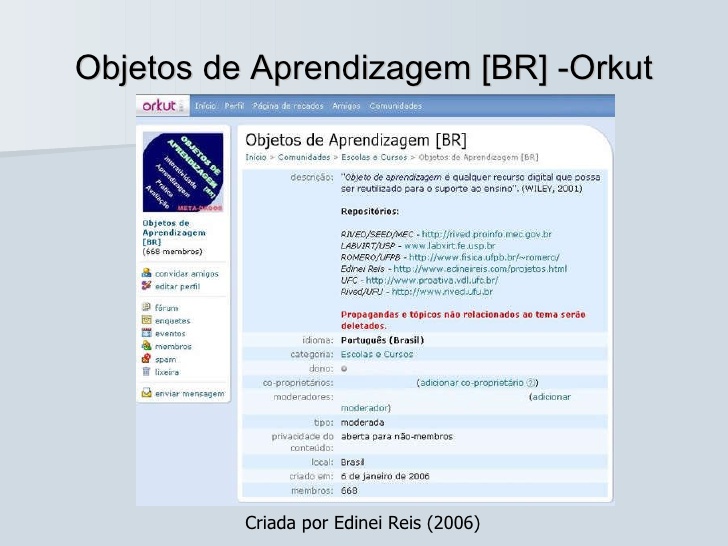 Objetos de Aprendizagem [BR] -Orkut
orkut Início Perfil Página de recados Amigos Comunidades
OBJETOS DE
APRENDIZAGEM
[BR]
Interatividade
Aprendizagem
Prática
Avaliação
META-DADOS
Objetos de
Aprendizagem
[BR]
(668 membros)
convidar amigos
editar perfil
fórum
enquetes
eventos
membros
spam
lixeira
enviar mensagem
Objetos de Aprendizagem [BR]
Início > Comunidades > Escolas e Cursos > Objetos de Aprendizagem [BR]
descrição: "Objeto de aprendizagem é qualquer recurso digital que possa
ser reutilizado para o suporte ao ensino". (WILEY, 2001)
Repositórios:
RIVED/SEED/MEC - http://rived.proinfo.mec.gov.br
LABVIRT/USP - www.labvirt.fe.usp.br
ROMERO/UFPB - http://www.fisica.ufpb.br/~romero/
Edinei Reis - http://www.edineireis.com/projetos.html
UFC - http://www.proativa.vdl.ufc.br/
Rived/UFU - http://www.rived.ufu.br
Propagandas e tópicos não relacionados ao tema serão
deletados.
idioma: Português (Brasil)
categoria: Escolas e Cursos
dono:
co-proprietários: (adicionar co-proprietário ?)
moderadores: (adicionar
moderador)
tipo: moderada
privacidade do aberta para não-membros
conteúdo:
local: Brasil
criado em: 6 de janeiro de 2006
membros: 668
Criada por Edinei Reis (2006)